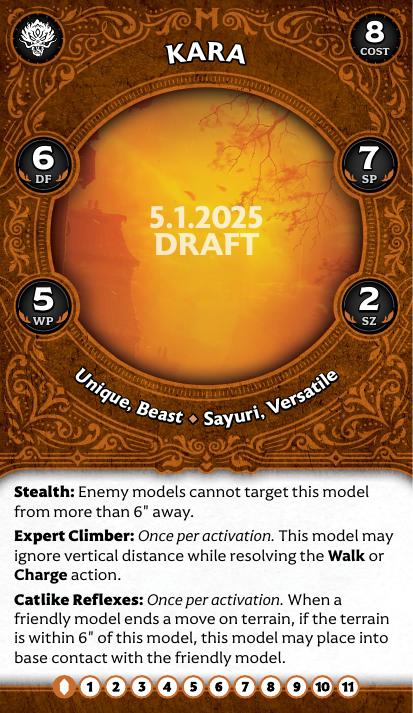 KARA
8
COST
6
DF
7
SP
5.1.2025
DRAFT
5
WP
2
SZ
Unique, Beast ♦ Sayuri, Versatile
Stealth: Enemy models cannot target this model
from more than 6" away.
Expert Climber: Once per activation. This model may
ignore vertical distance while resolving the Walk or
Charge action.
Catlike Reflexes: Once per activation. When a
friendly model ends a move on terrain, if the terrain
is within 6" of this model, this model may place into
base contact with the friendly model.
1 2 3 4 5 6 7 8 9 10 11